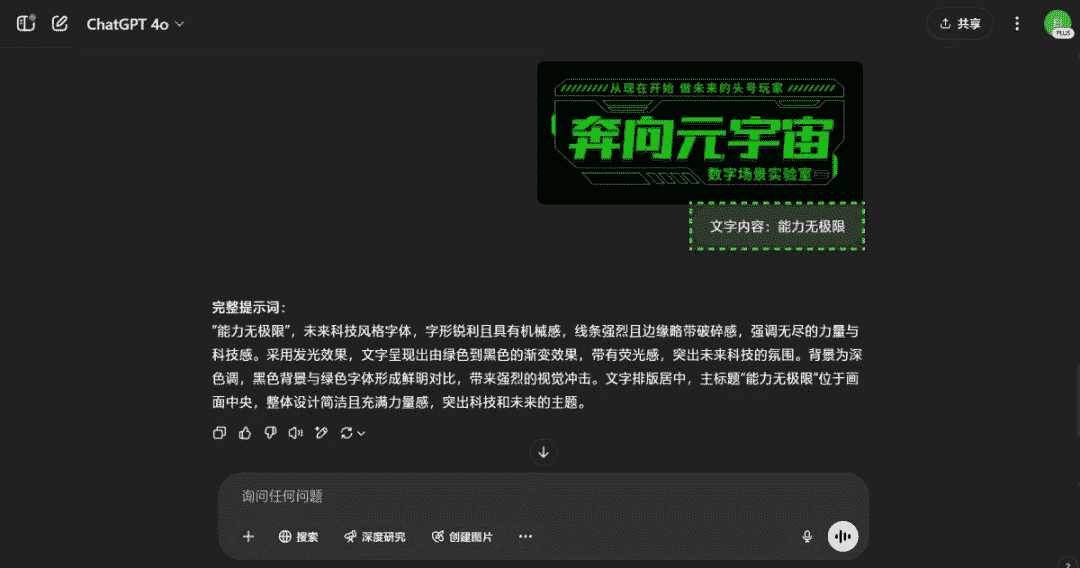 ChatGPT 4o
共享
PLUS
从现在开始 做未来的头号玩家
奔向元宇宙
数字场景实验室
文字内容：能力无极限
完整提示词：
"能力无极限"，未来科技风格字体，字形锐利且具有机械感，线条强烈且边缘略带破碎感，强调无尽的力量与
科技感。采用发光效果，文字呈现出由绿色到黑色的渐变效果，带有荧光感，突出未来科技的氛围。背景为深
色调，黑色背景与绿色字体形成鲜明对比，带来强烈的视觉冲击。文字排版居中，主标题"能力无极限"位于画
面中央，整体设计简洁且充满力量感，突出科技和未来的主题。
询问任何问题
搜索
深度研究
创建图片
?